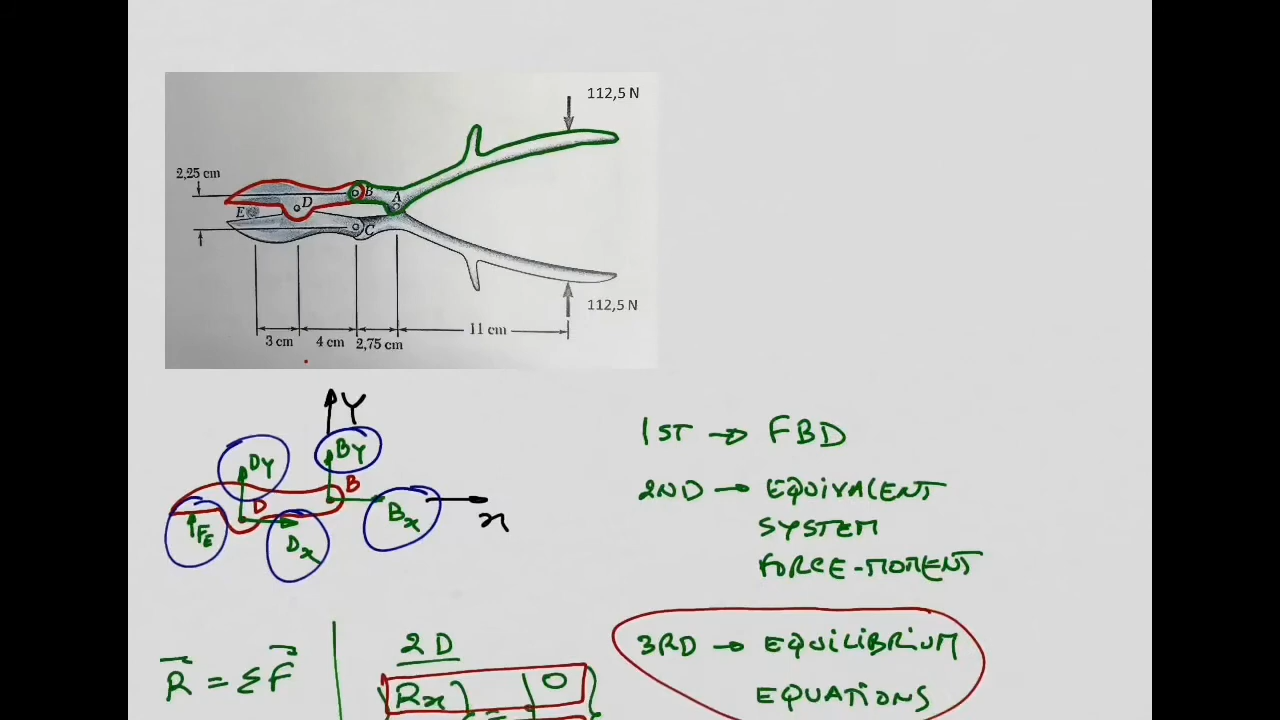 112,5 N
2,25 cm
B
A
D
E
C
112,5 N
11 cm
3 cm
4 cm
2,75 cm
Y
DY
BY
B
D
FE
Dx
Bx
x
1ST → FBD
2ND → EQUIVALENT
SYSTEM
FORCE-MOMENT
3RD → EQUILIBRIUM
EQUATIONS
R = ΣF
2D
Rx
=
0